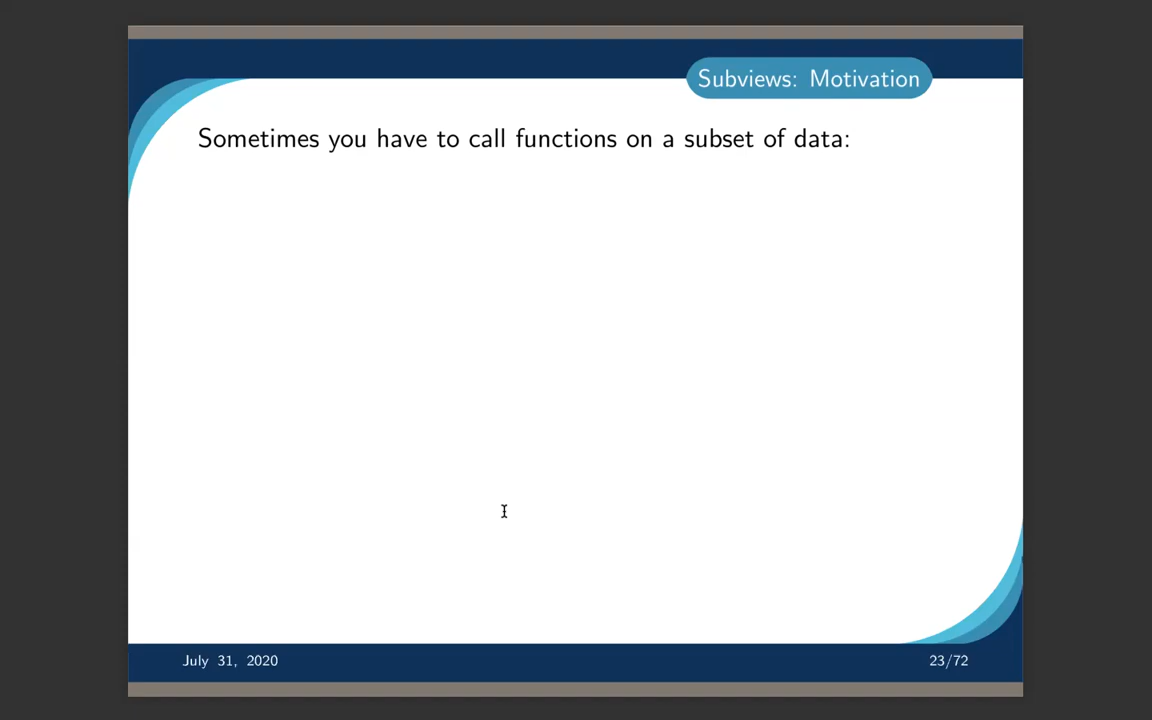 Subviews: Motivation
Sometimes you have to call functions on a subset of data:
July 31, 2020
23/72